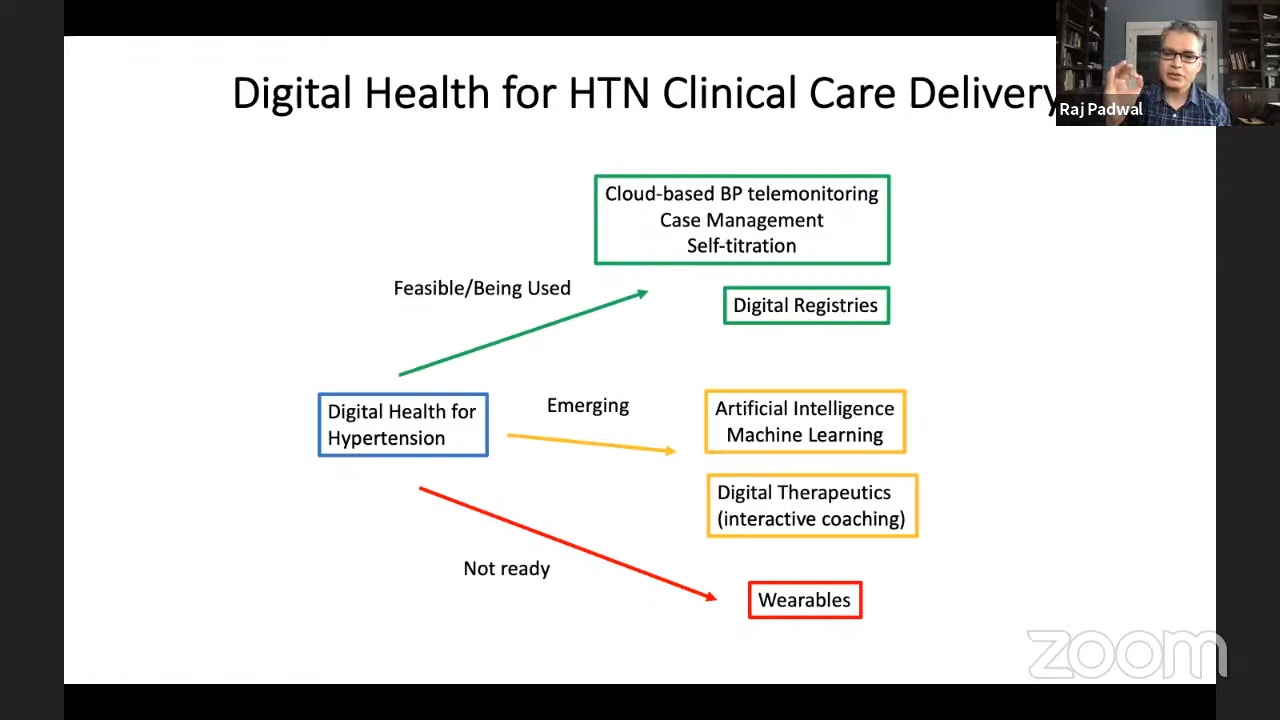 Digital Health for HTN Clinical Care Delivery
Raj Padwal
Cloud-based BP telemonitoring
Case Management
Self-titration
Feasible/Being Used
Digital Registries
Digital Health for
Hypertension
Emerging
Artificial Intelligence
Machine Learning
Digital Therapeutics
(interactive coaching)
Not ready
Wearables
zoom